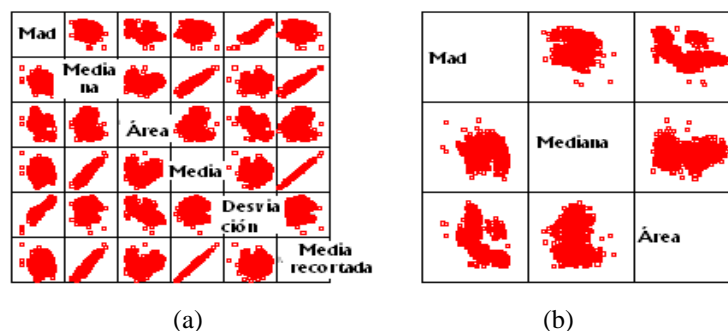 Mad
Media
na
Área
Media
Desvia
ción
Media
recortada
Mad
Mediana
Área
(a)
(b)